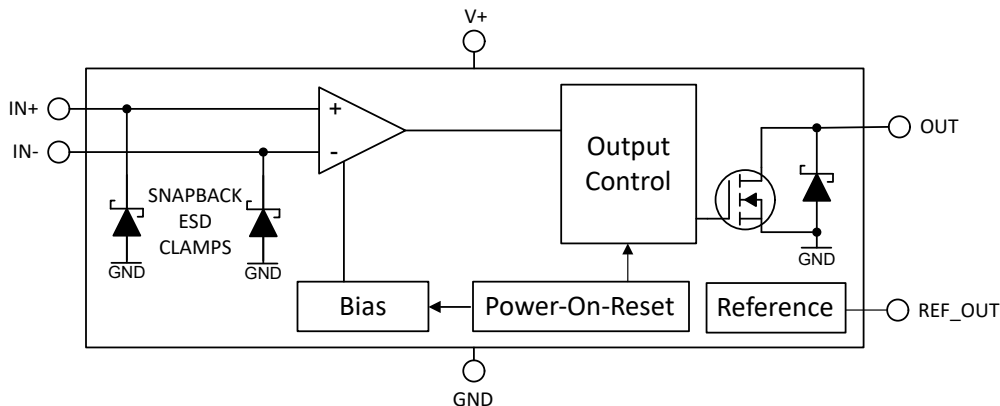 V+
IN+
IN-
+
-
SNAPBACK
ESD
CLAMPS
GND
GND
Output
Control
OUT
GND
Bias
Power-On-Reset
Reference
REF_OUT
GND